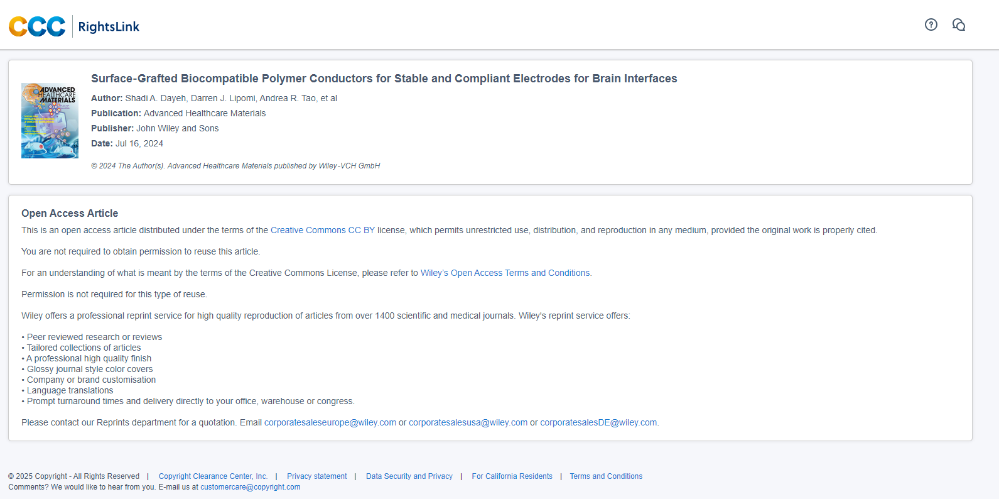 CCC RightsLink
Surface-Grafted Biocompatible Polymer Conductors for Stable and Compliant Electrodes for Brain Interfaces
Author: Shadi A. Dayeh, Darren J. Lipomi, Andrea R. Tao, et al
Publication: Advanced Healthcare Materials
Publisher: John Wiley and Sons
Date: Jul 16, 2024
© 2024 The Author(s). Advanced Healthcare Materials published by Wiley-VCH GmbH
ADVANCED
HEALTHCARE
MATERIALS
Open Access Article
This is an open access article distributed under the terms of the Creative Commons CC BY license, which permits unrestricted use, distribution, and reproduction in any medium, provided the original work is properly cited.
You are not required to obtain permission to reuse this article.
For an understanding of what is meant by the terms of the Creative Commons License, please refer to Wiley's Open Access Terms and Conditions.
Permission is not required for this type of reuse.
Wiley offers a professional reprint service for high quality reproduction of articles from over 1400 scientific and medical journals. Wiley's reprint service offers:
• Peer reviewed research or reviews
• Tailored collections of articles
• A professional high quality finish
• Glossy journal style color covers
• Company or brand customisation
• Language translations
• Prompt turnaround times and delivery directly to your office, warehouse or congress.
Please contact our Reprints department for a quotation. Email corporatesaleseurope@wiley.com or corporatesalesusa@wiley.com or corporatesalesDE@wiley.com.
© 2025 Copyright - All Rights Reserved | Copyright Clearance Center, Inc. | Privacy statement | Data Security and Privacy | For California Residents | Terms and Conditions
Comments? We would like to hear from you. E-mail us at customercare@copyright.com